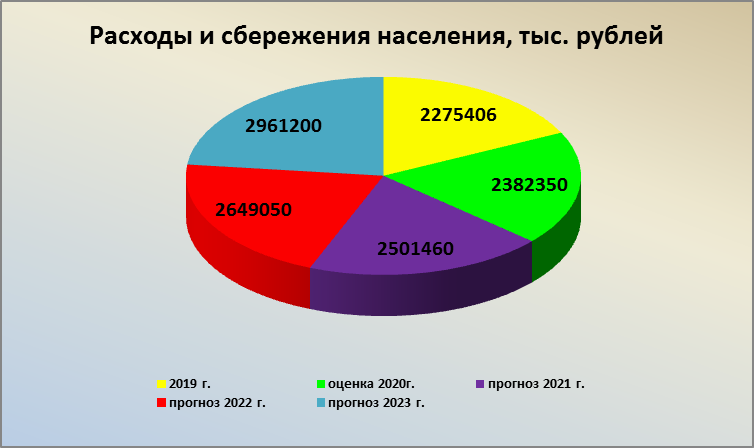 Расходы и сбережения населения, тыс. рублей
2275406
2961200
2382350
2649050
2501460
2019 г.
оценка 2020г.
прогноз 2021 г.
прогноз 2022 г.
прогноз 2023 г.